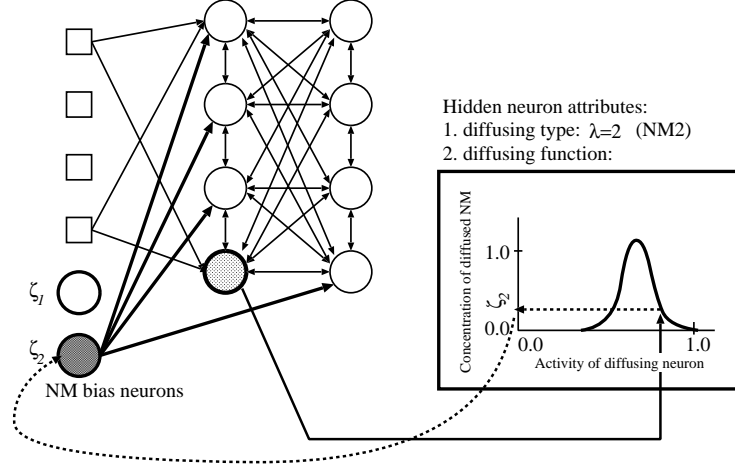 Hidden neuron attributes:
1. diffusing type: λ=2 (NM2)
2. diffusing function:
Concentration of diffused NM
1.0
ζ2
0.0
0.0
1.0
Activity of diffusing neuron
ζ1
ζ2
NM bias neurons